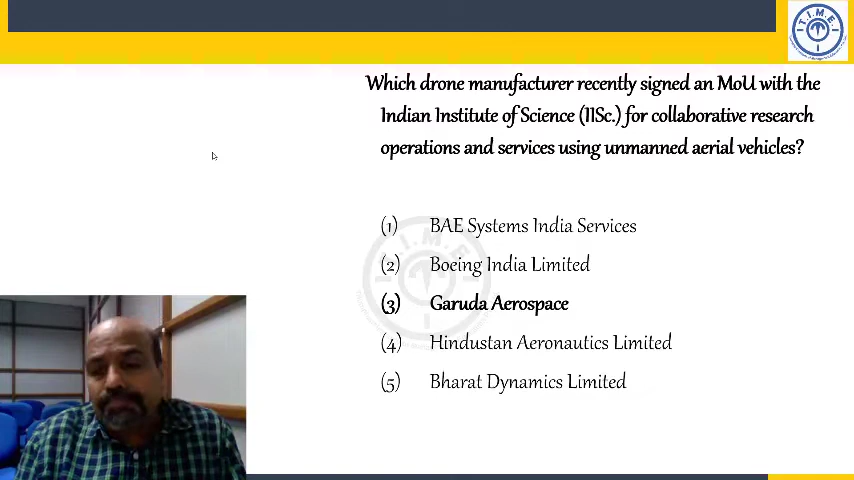 T.I.M.E.
Which drone manufacturer recently signed an MoU with the
Indian Institute of Science (IISc.) for collaborative research
operations and services using unmanned aerial vehicles?
(1) BAE Systems India Services
(2) Boeing India Limited
(3) Garuda Aerospace
(4) Hindustan Aeronautics Limited
(5) Bharat Dynamics Limited